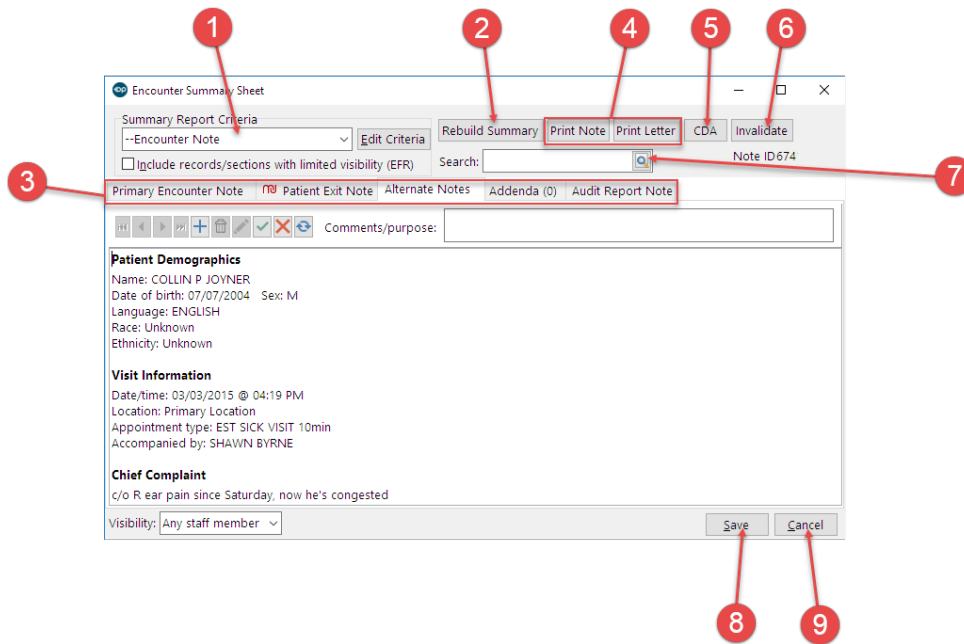 1
2
4
5
6
op Encounter Summary Sheet
Summary Report Criteria
--Encounter Note
Edit Criteria
Rebuild Summary
Print Note
Print Letter
CDA
Invalidate
Include records/sections with limited visibility (EFR)
Search:
Note ID674
7
3
Primary Encounter Note
Patient Exit Note
Alternate Notes
Addenda (0)
Audit Report Note
Comments/purpose:
Patient Demographics
Name: COLLIN P JOYNER
Date of birth: 07/07/2004 Sex: M
Language: ENGLISH
Race: Unknown
Ethnicity: Unknown
Visit Information
Date/time: 03/03/2015 @ 04:19 PM
Location: Primary Location
Appointment type: EST SICK VISIT 10min
Accompanied by: SHAWN BYRNE
Chief Complaint
c/o R ear pain since Saturday, now he's congested
Visibility: Any staff member
Save
Cancel
8
9